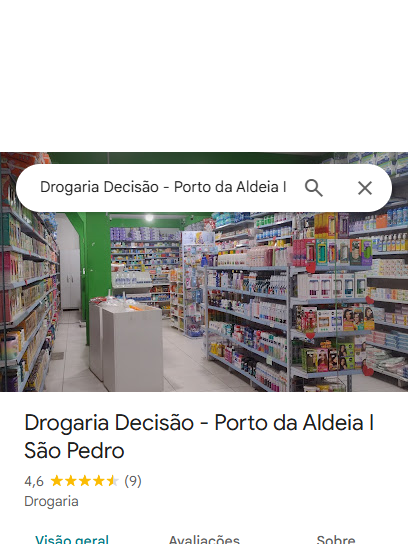 Drogaria Decisão - Porto da Aldeia I
Drogaria Decisão - Porto da Aldeia I
São Pedro
4,6 (9)
Drogaria
Visão geral Avaliações Sobre